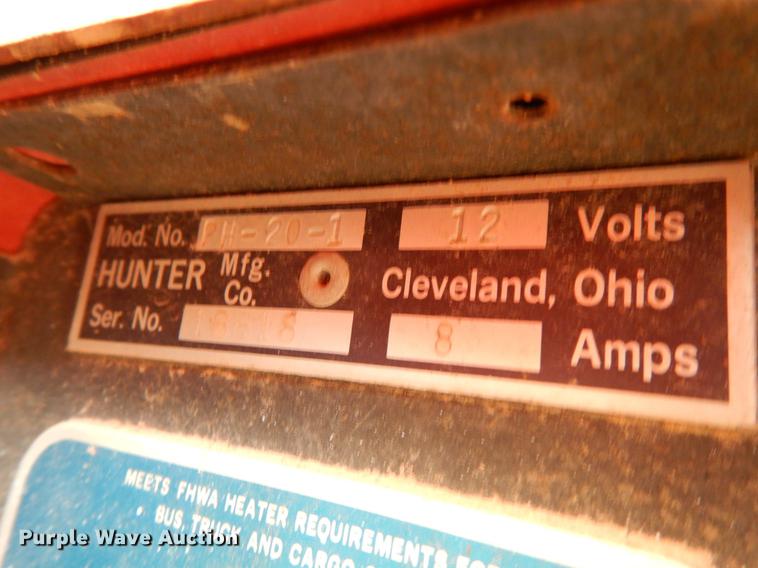 Mod. No. PH-20-1 12 Volts
HUNTER Mfg. Co. Cleveland, Ohio
Ser. No. 8 Amps
MEETS FHWA HEATER REQUIREMENTS FOR
BUS, TRUCK AND CARGO
Purple Wave Auction